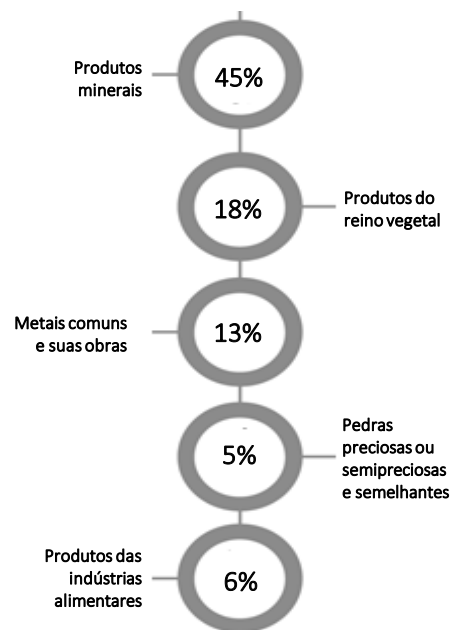 Produtos
minerais
45%
18%
Produtos do
reino vegetal
Metais comuns
e suas obras
13%
5%
Pedras
preciosas ou
semipreciosas
e semelhantes
Produtos das
indústrias
alimentares
6%